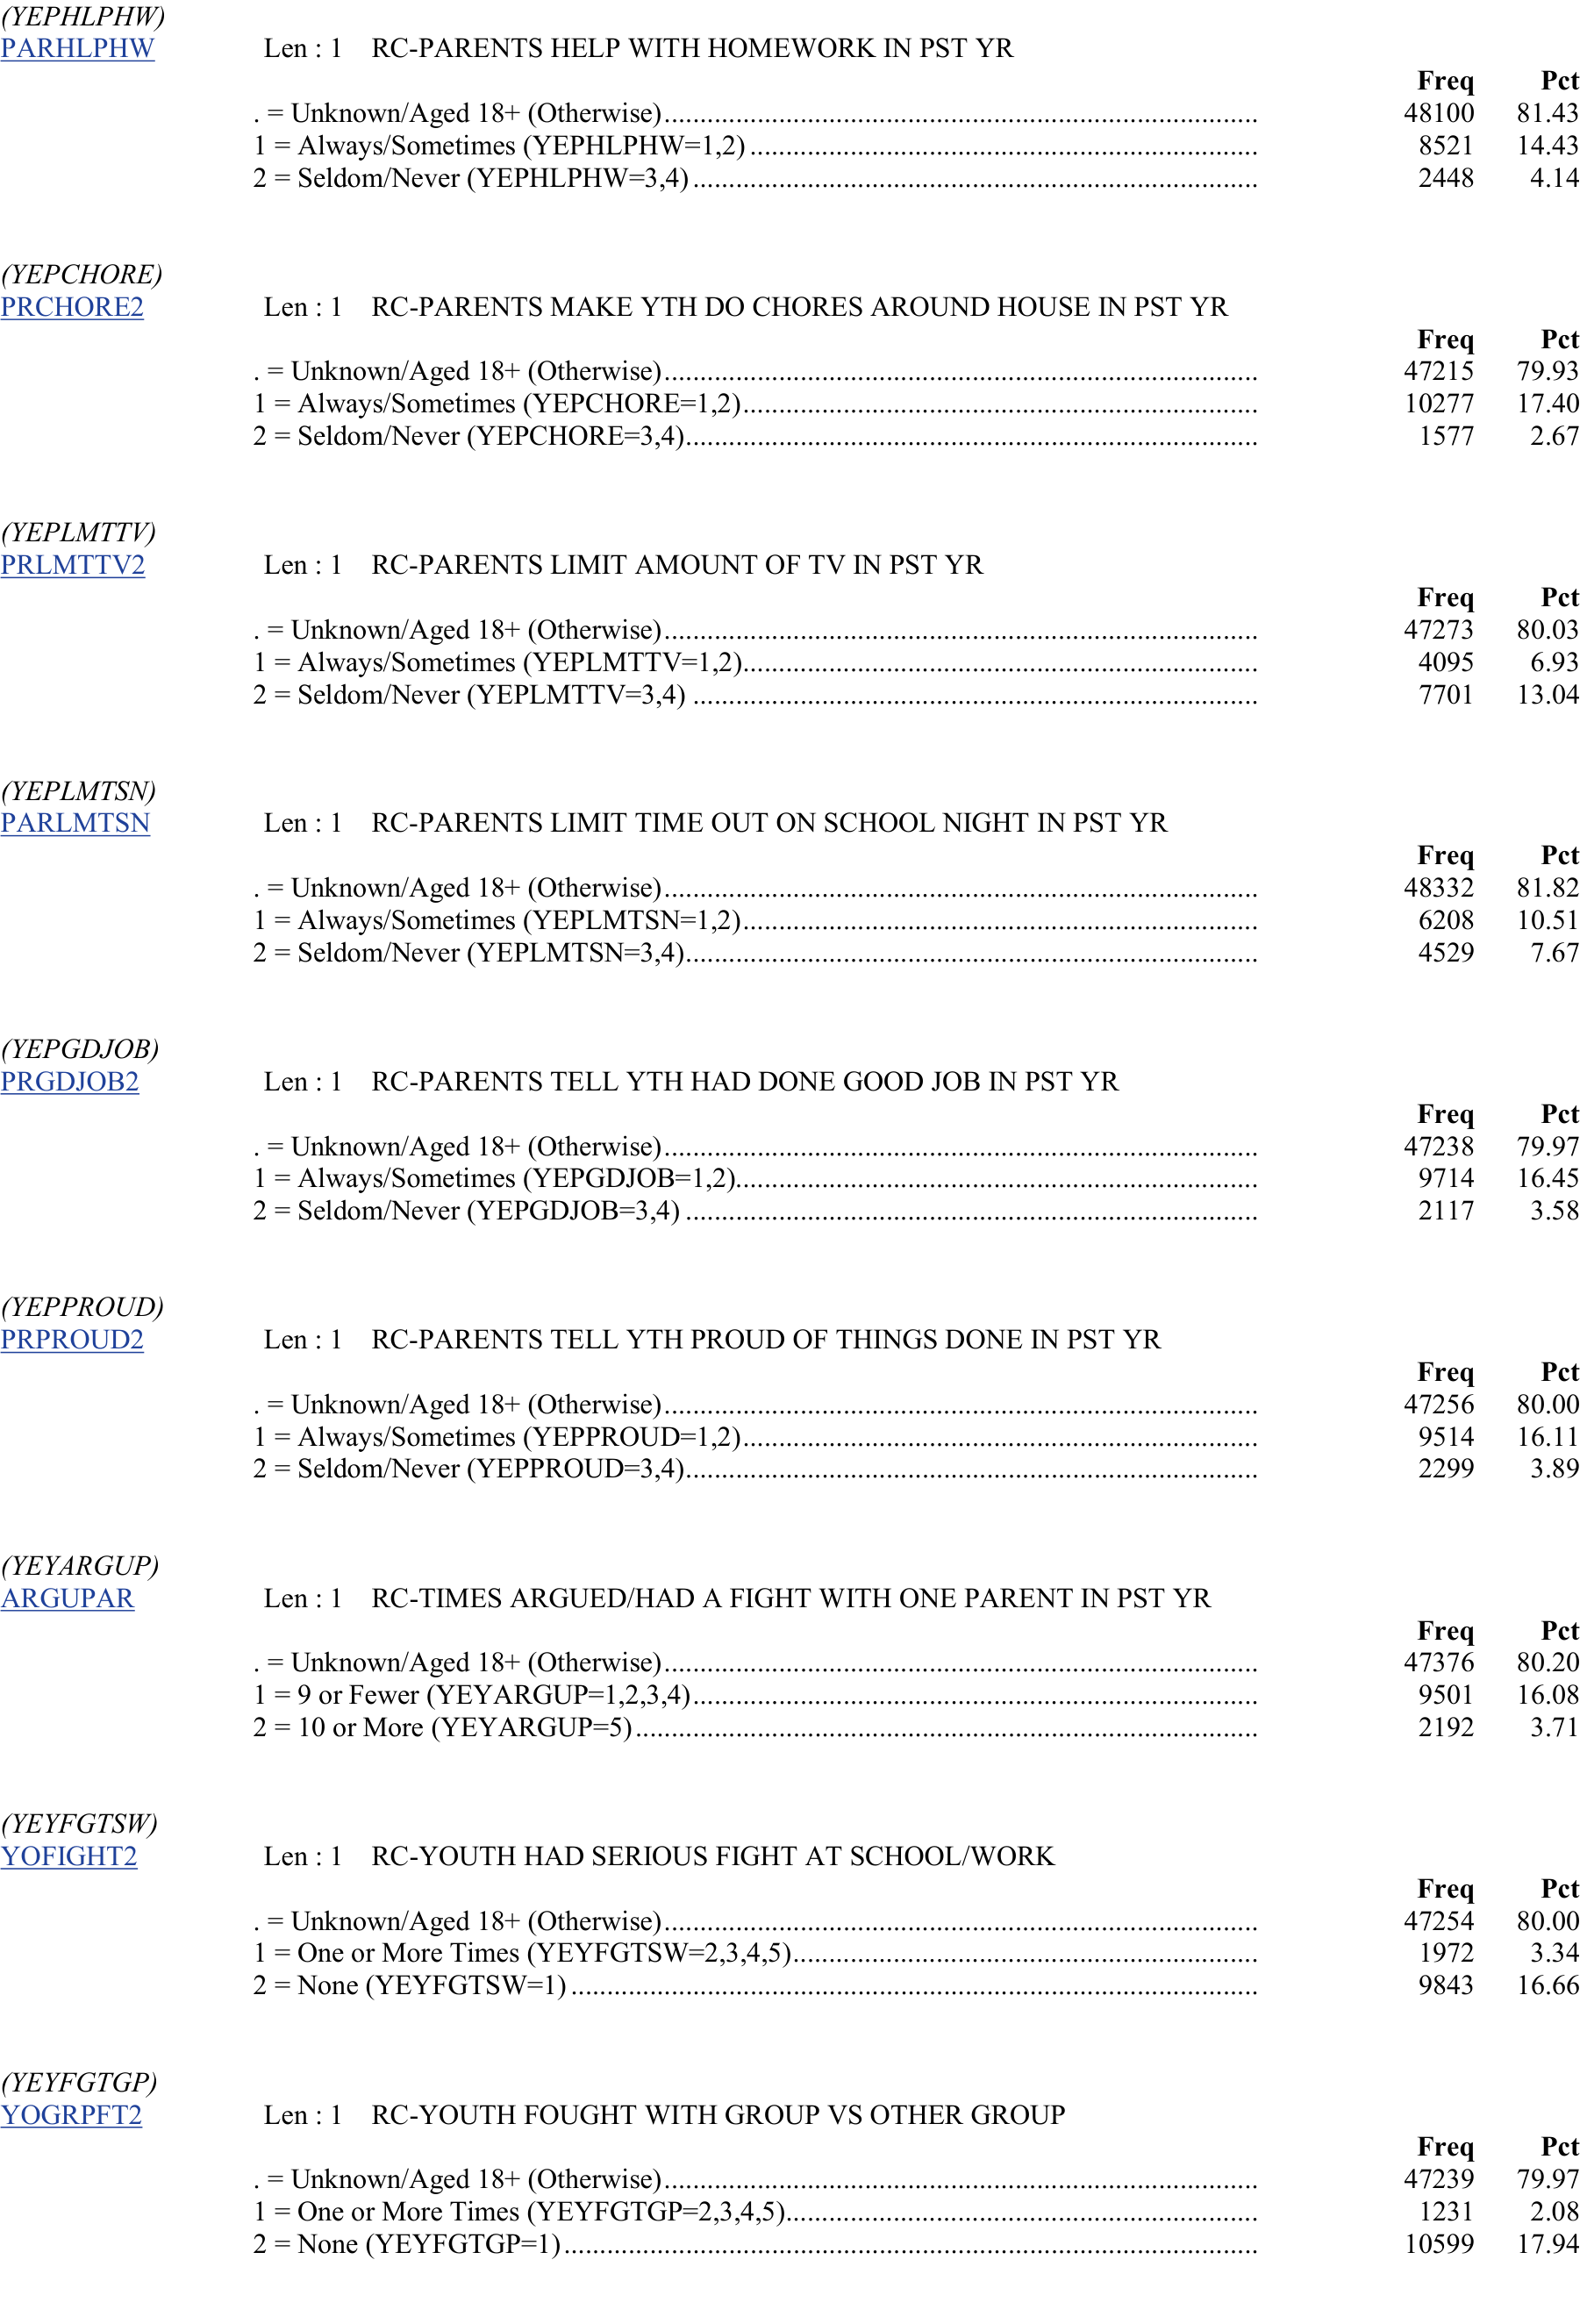 (YEPHLPHW)
PARHLPHW Len : 1 RC-PARENTS HELP WITH HOMEWORK IN PST YR
Freq Pct
. = Unknown/Aged 18+ (Otherwise)................................................................................... 48100 81.43
1 = Always/Sometimes (YEPHLPHW=1,2)....................................................................... 8521 14.43
2 = Seldom/Never (YEPHLPHW=3,4)............................................................................... 2448 4.14
(YEPCHORE)
PRCHORE2 Len : 1 RC-PARENTS MAKE YTH DO CHORES AROUND HOUSE IN PST YR
Freq Pct
. = Unknown/Aged 18+ (Otherwise)................................................................................... 47215 79.93
1 = Always/Sometimes (YEPCHORE=1,2)........................................................................ 10277 17.40
2 = Seldom/Never (YEPCHORE=3,4)................................................................................ 1577 2.67
(YEPLMTTV)
PRLMTTV2 Len : 1 RC-PARENTS LIMIT AMOUNT OF TV IN PST YR
Freq Pct
. = Unknown/Aged 18+ (Otherwise)................................................................................... 47273 80.03
1 = Always/Sometimes (YEPLMTTV=1,2)........................................................................ 4095 6.93
2 = Seldom/Never (YEPLMTTV=3,4) ............................................................................... 7701 13.04
(YEPLMTSN)
PARLMTSN Len : 1 RC-PARENTS LIMIT TIME OUT ON SCHOOL NIGHT IN PST YR
Freq Pct
. = Unknown/Aged 18+ (Otherwise)................................................................................... 48332 81.82
1 = Always/Sometimes (YEPLMTSN=1,2)........................................................................ 6208 10.51
2 = Seldom/Never (YEPLMTSN=3,4)................................................................................ 4529 7.67
(YEPGDJOB)
PRGDJOB2 Len : 1 RC-PARENTS TELL YTH HAD DONE GOOD JOB IN PST YR
Freq Pct
. = Unknown/Aged 18+ (Otherwise)................................................................................... 47238 79.97
1 = Always/Sometimes (YEPGDJOB=1,2)......................................................................... 9714 16.45
2 = Seldom/Never (YEPGDJOB=3,4) ................................................................................ 2117 3.58
(YEPPROUD)
PRPROUD2 Len : 1 RC-PARENTS TELL YTH PROUD OF THINGS DONE IN PST YR
Freq Pct
. = Unknown/Aged 18+ (Otherwise)................................................................................... 47256 80.00
1 = Always/Sometimes (YEPPROUD=1,2)........................................................................ 9514 16.11
2 = Seldom/Never (YEPPROUD=3,4)................................................................................ 2299 3.89
(YEYARGUP)
ARGUPAR Len : 1 RC-TIMES ARGUED/HAD A FIGHT WITH ONE PARENT IN PST YR
Freq Pct
. = Unknown/Aged 18+ (Otherwise)................................................................................... 47376 80.20
1 = 9 or Fewer (YEYARGUP=1,2,3,4)............................................................................... 9501 16.08
2 = 10 or More (YEYARGUP=5)....................................................................................... 2192 3.71
(YEYFGTSW)
YOFIGHT2 Len : 1 RC-YOUTH HAD SERIOUS FIGHT AT SCHOOL/WORK
Freq Pct
. = Unknown/Aged 18+ (Otherwise)................................................................................... 47254 80.00
1 = One or More Times (YEYFGTSW=2,3,4,5)................................................................. 1972 3.34
2 = None (YEYFGTSW=1)................................................................................................ 9843 16.66
(YEYFGTGP)
YOGRPFT2 Len : 1 RC-YOUTH FOUGHT WITH GROUP VS OTHER GROUP
Freq Pct
. = Unknown/Aged 18+ (Otherwise)................................................................................... 47239 79.97
1 = One or More Times (YEYFGTGP=2,3,4,5).................................................................. 1231 2.08
2 = None (YEYFGTGP=1)................................................................................................. 10599 17.94